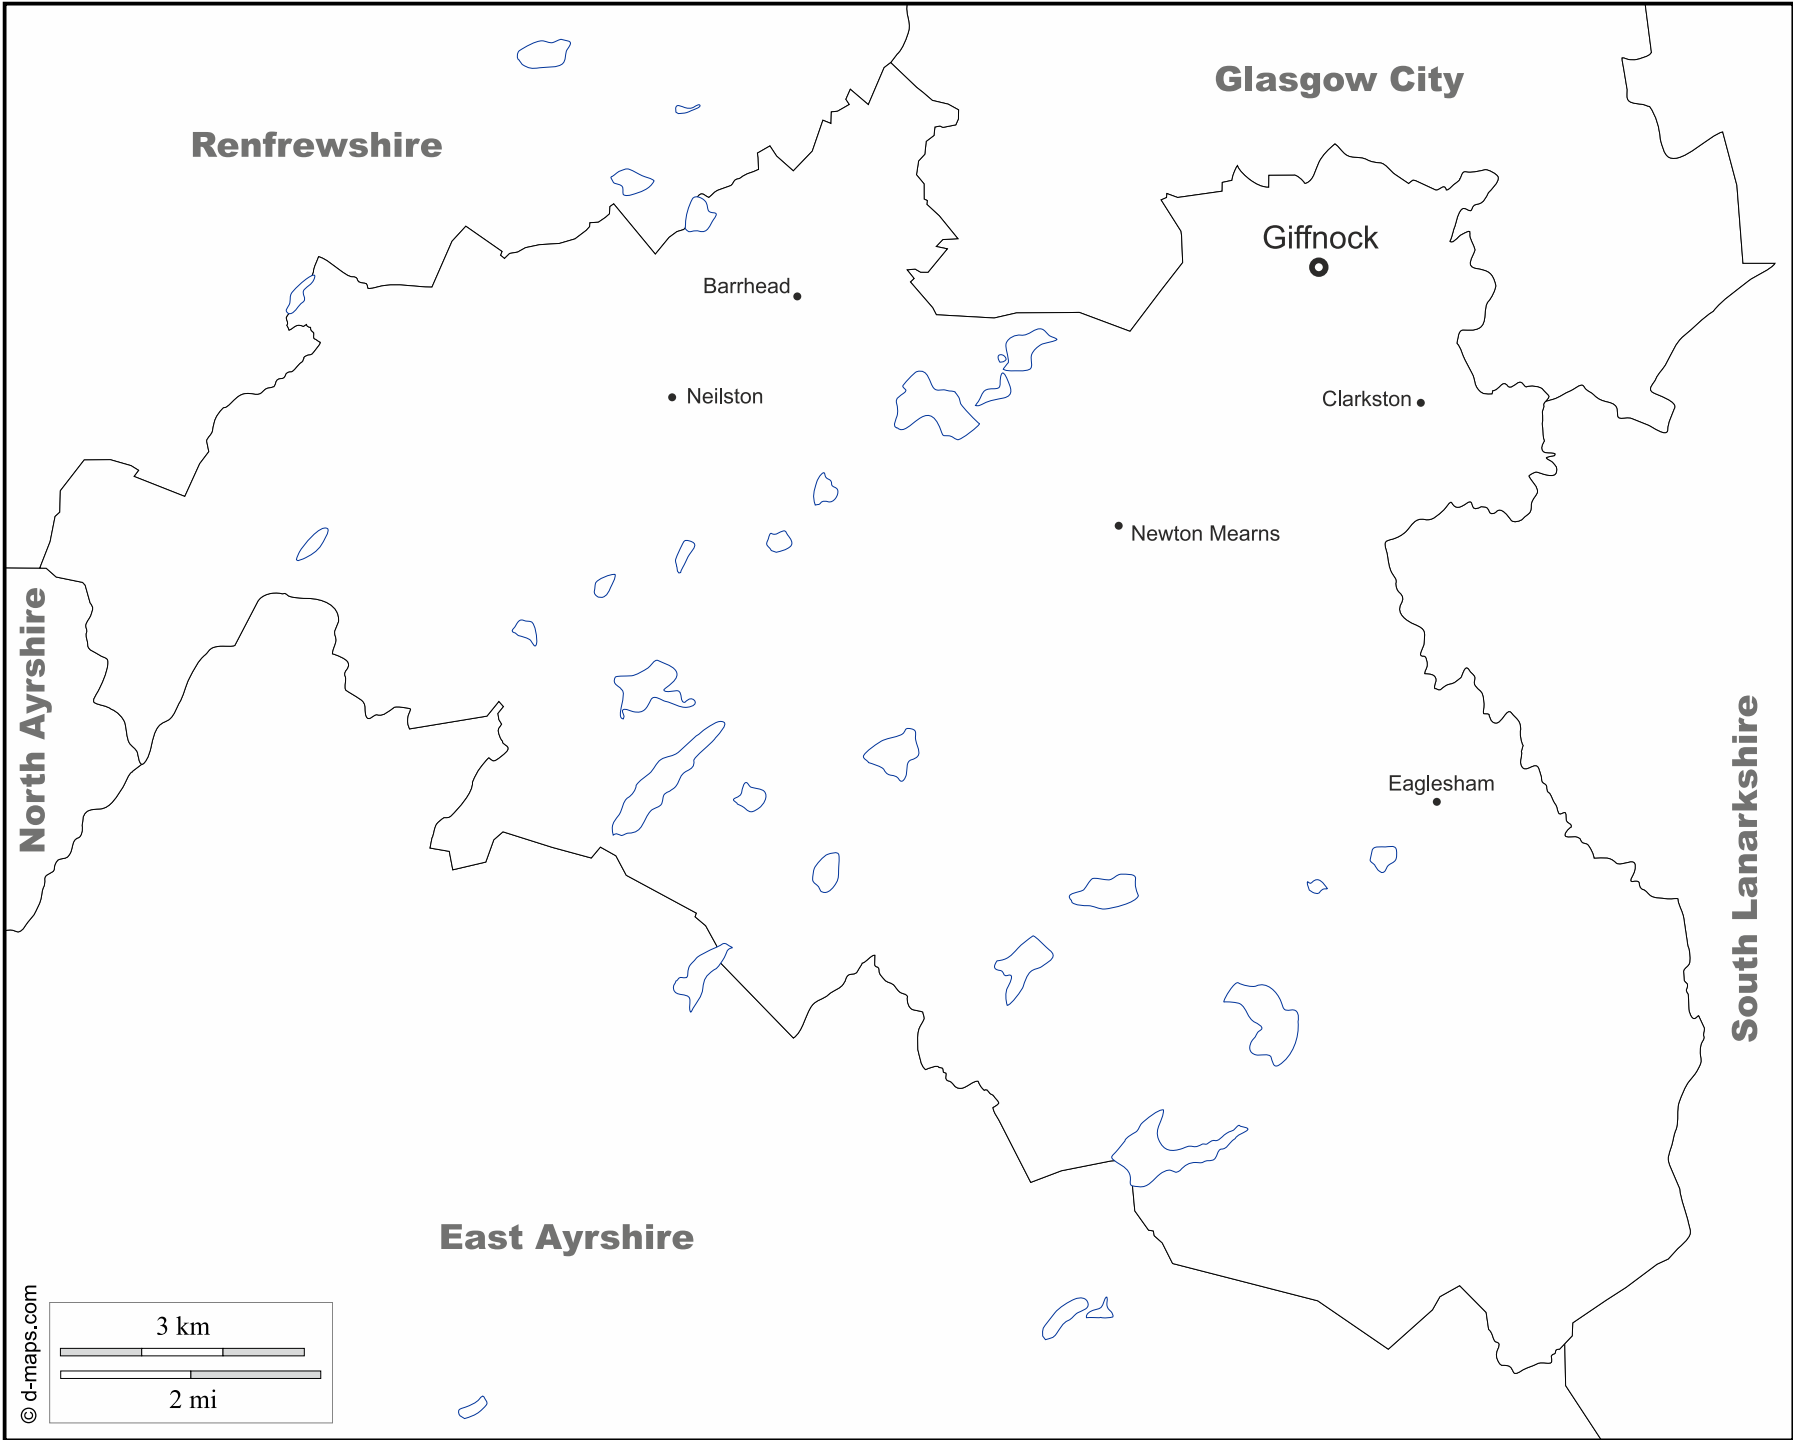 Glasgow City
Renfrewshire
Giffnock
Barrhead
Neilston
Clarkston
Newton Mearns
North Ayrshire
South Lanarkshire
Eaglesham
East Ayrshire
© d-maps.com
3 km
2 mi